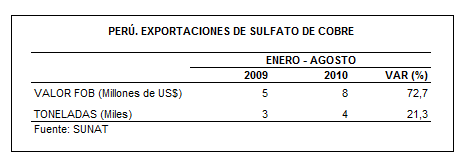 PERÚ. EXPORTACIONES DE SULFATO DE COBRE
ENERO - AGOSTO
2009 2010 VAR (%)
VALOR FOB (Millones de US$) 5 8 72,7
TONELADAS (Miles) 3 4 21,3
Fuente: SUNAT